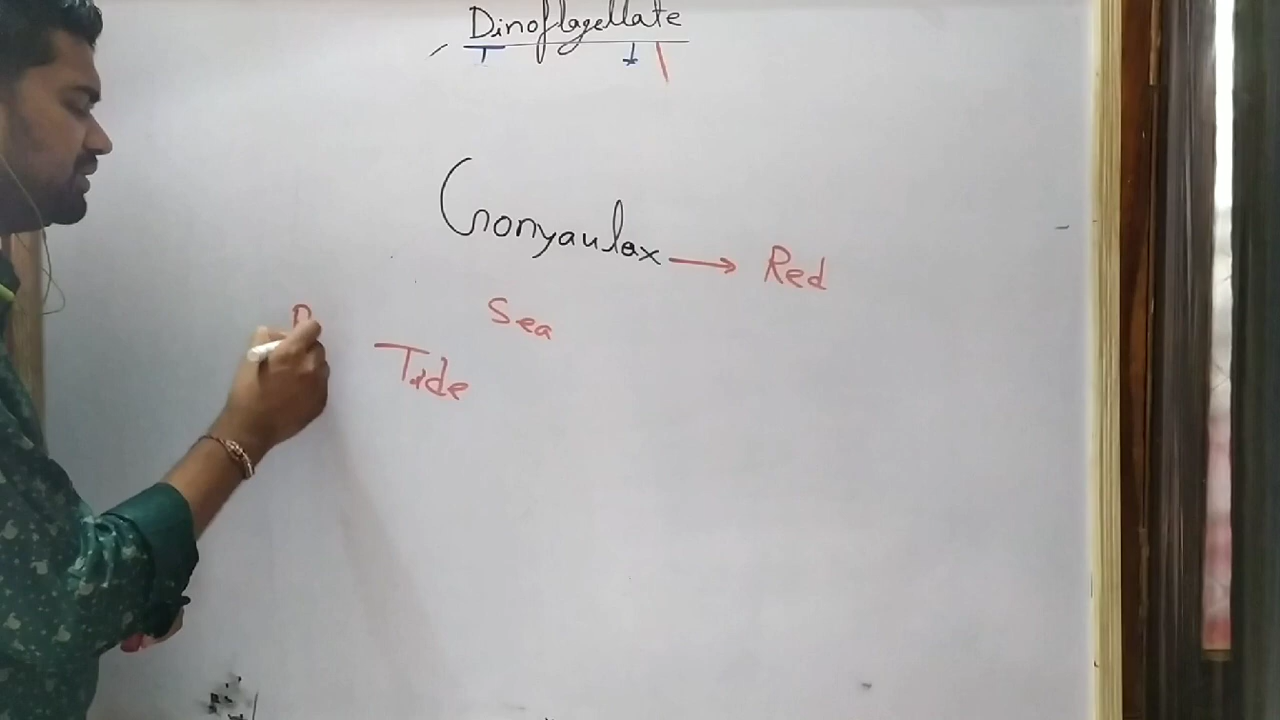 Dinoflagellate
Gonyaulax → Red
Sea
Tide